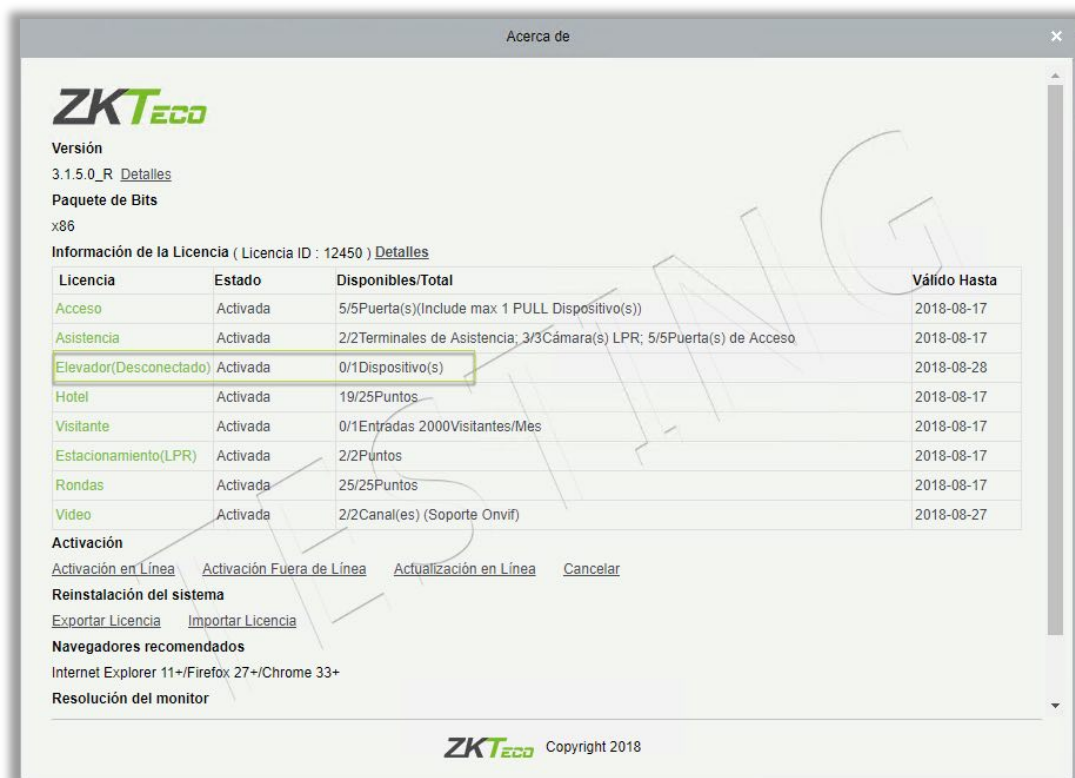 Acerca de
ZKTECO
Versión
3.1.5.0_R Detalles
Paquete de Bits
x86
Información de la Licencia ( Licencia ID : 12450 ) Detalles
Licencia Estado Disponibles/Total Válido Hasta
Acceso Activada 5/5Puerta(s)(Include max 1 PULL Dispositivo(s)) 2018-08-17
Asistencia Activada 2/2Terminales de Asistencia; 3/3Cámara(s) LPR; 5/5Puerta(s) de Acceso 2018-08-17
Elevador(Desconectado) Activada 0/1Dispositivo(s) 2018-08-28
Hotel Activada 19/25Puntos 2018-08-17
Visitante Activada 0/1Entradas 2000Visitantes/Mes 2018-08-17
Estacionamiento(LPR) Activada 2/2Puntos 2018-08-17
Rondas Activada 25/25Puntos 2018-08-17
Video Activada 2/2Canal(es) (Soporte Onvif) 2018-08-27
TESTING
Activación
Activación en Línea Activación Fuera de Línea Actualización en Línea Cancelar
Reinstalación del sistema
Exportar Licencia Importar Licencia
Navegadores recomendados
Internet Explorer 11+/Firefox 27+/Chrome 33+
Resolución del monitor
ZKTECO Copyright 2018